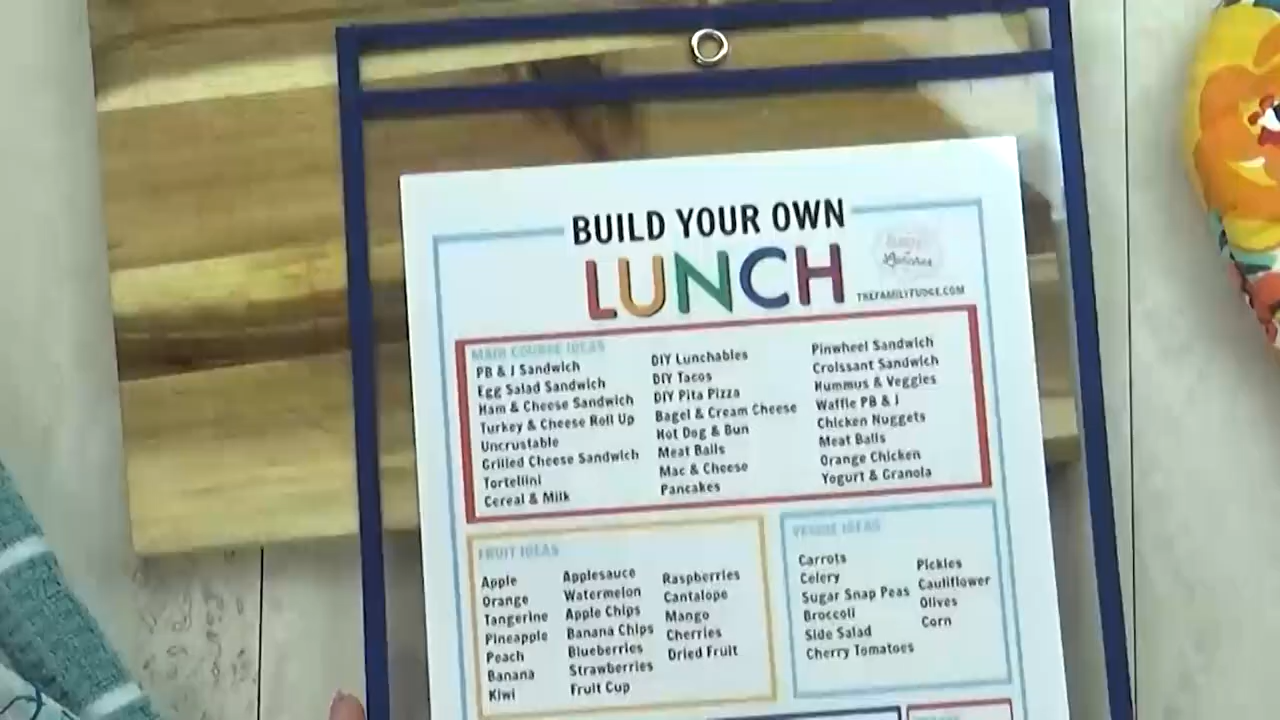 BUILD YOUR OWN
LUNCH
Lunches
THEFAMILYFUDGE.COM
MAIN COURSE IDEAS
PB & J Sandwich
Egg Salad Sandwich
Ham & Cheese Sandwich
Turkey & Cheese Roll Up
Uncrustable
Grilled Cheese Sandwich
Tortellini
Cereal & Milk
DIY Lunchables
DIY Tacos
DIY Pita Pizza
Bagel & Cream Cheese
Hot Dog & Bun
Meat Balls
Mac & Cheese
Pancakes
Pinwheel Sandwich
Croissant Sandwich
Hummus & Veggies
Waffle PB & J
Chicken Nuggets
Meat Balls
Orange Chicken
Yogurt & Granola
FRUIT IDEAS
Apple
Orange
Tangerine
Pineapple
Peach
Banana
Kiwi
Applesauce
Watermelon
Apple Chips
Banana Chips
Blueberries
Strawberries
Fruit Cup
Raspberries
Cantalope
Mango
Cherries
Dried Fruit
VEGGIE IDEAS
Carrots
Celery
Sugar Snap Peas
Broccoli
Side Salad
Cherry Tomatoes
Pickles
Cauliflower
Olives
Corn